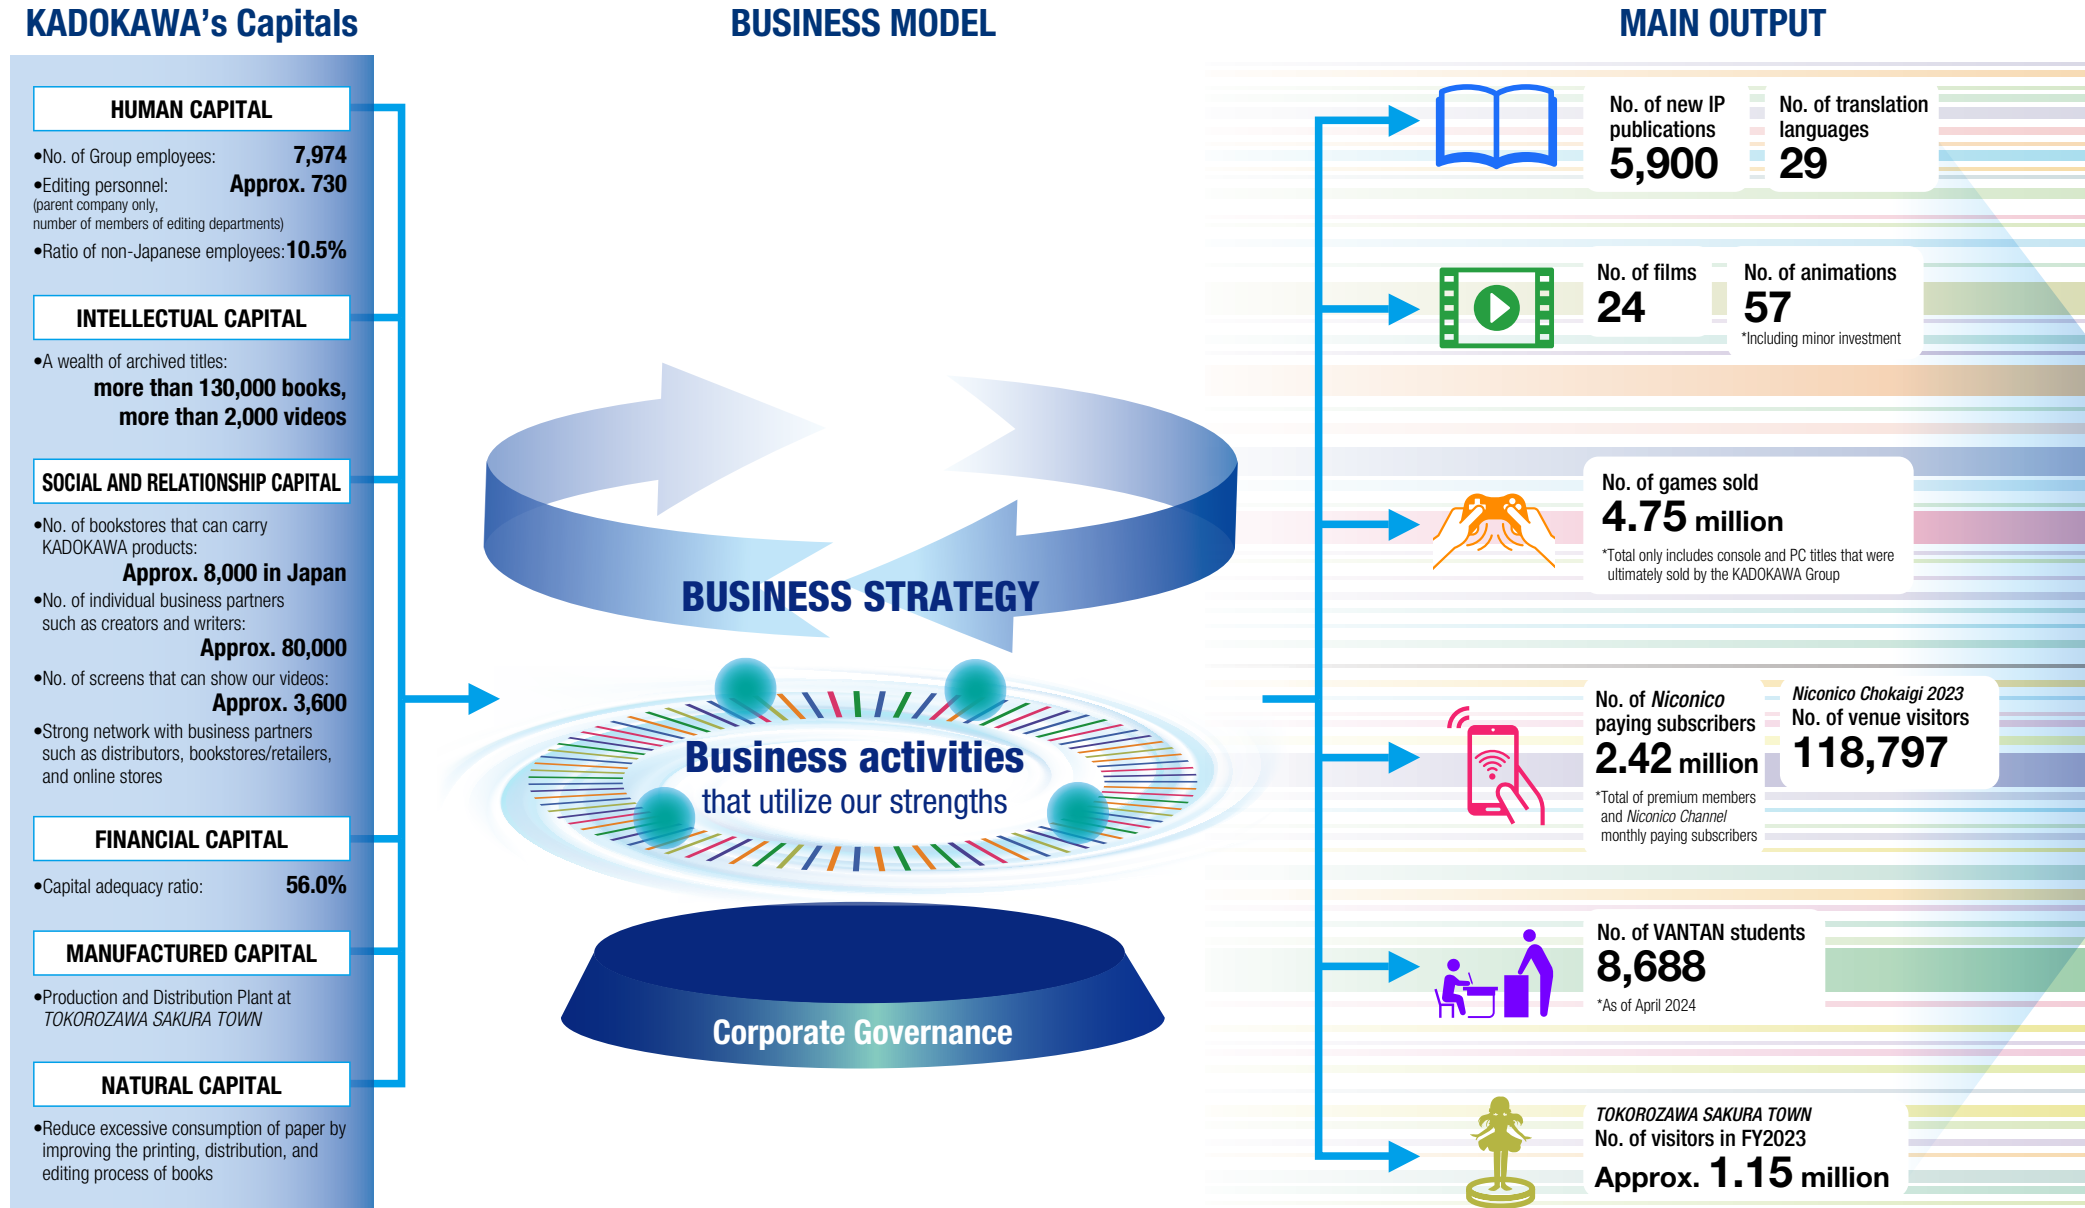 KADOKAWA's Capitals
HUMAN CAPITAL
•No. of Group employees: 7,974
•Editing personnel: Approx. 730
(parent company only,
number of members of editing departments)
•Ratio of non-Japanese employees: 10.5%
INTELLECTUAL CAPITAL
•A wealth of archived titles:
more than 130,000 books,
more than 2,000 videos
SOCIAL AND RELATIONSHIP CAPITAL
•No. of bookstores that can carry
KADOKAWA products:
Approx. 8,000 in Japan
•No. of individual business partners
such as creators and writers:
Approx. 80,000
•No. of screens that can show our videos:
Approx. 3,600
•Strong network with business partners
such as distributors, bookstores/retailers,
and online stores
FINANCIAL CAPITAL
•Capital adequacy ratio: 56.0%
MANUFACTURED CAPITAL
•Production and Distribution Plant at
TOKOROZAWA SAKURA TOWN
NATURAL CAPITAL
•Reduce excessive consumption of paper by
improving the printing, distribution, and
editing process of books
BUSINESS MODEL
BUSINESS STRATEGY
Business activities
that utilize our strengths
Corporate Governance
MAIN OUTPUT
No. of new IP
publications
5,900
No. of translation
languages
29
No. of films
24
No. of animations
57
*Including minor investment
No. of games sold
4.75 million
*Total only includes console and PC titles that were
ultimately sold by the KADOKAWA Group
No. of Niconico
paying subscribers
2.42 million
*Total of premium members
and Niconico Channel
monthly paying subscribers
Niconico Chokaigi 2023
No. of venue visitors
118,797
No. of VANTAN students
8,688
*As of April 2024
TOKOROZAWA SAKURA TOWN
No. of visitors in FY2023
Approx. 1.15 million